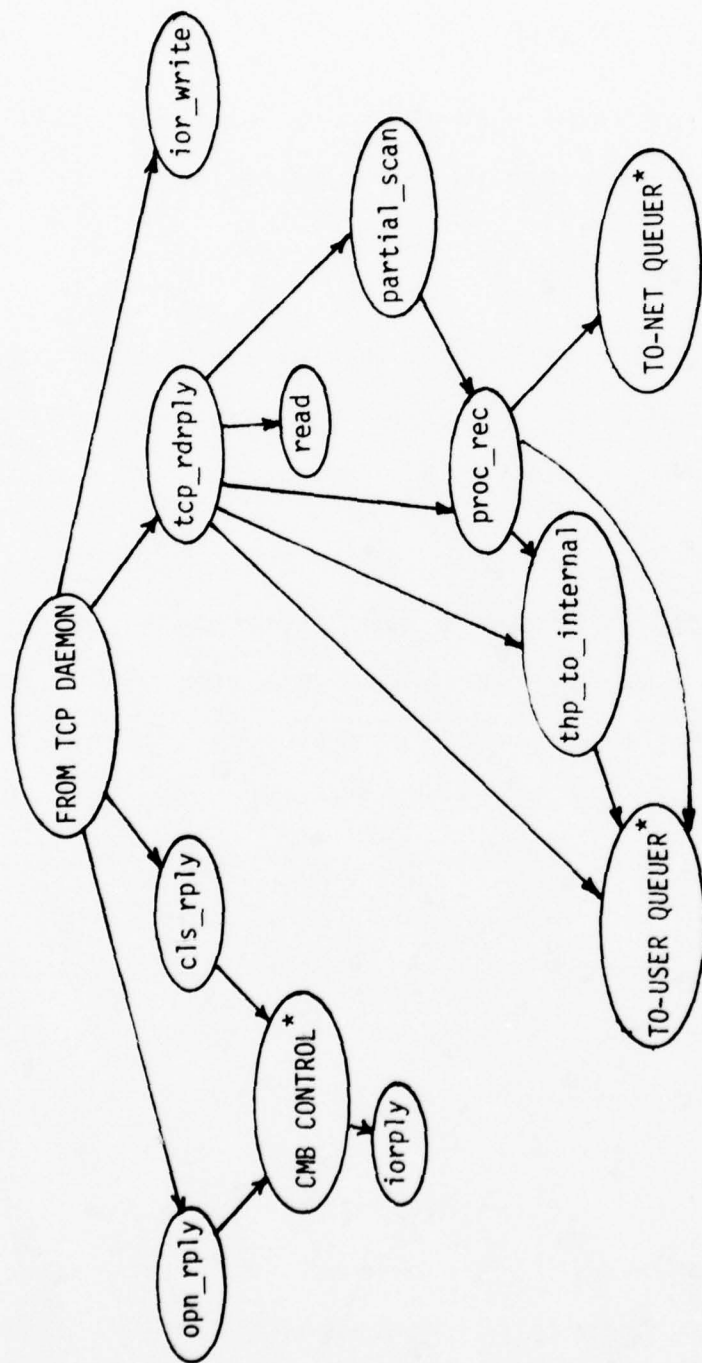 FROM TCP DAEMON
opn_rply
cls_rply
tcp_rdrply
ior_write
CMB CONTROL*
iorply
read
partial_scan
proc_rec
thp_to_internal
TO-USER QUEUER*
TO-NET QUEUER*